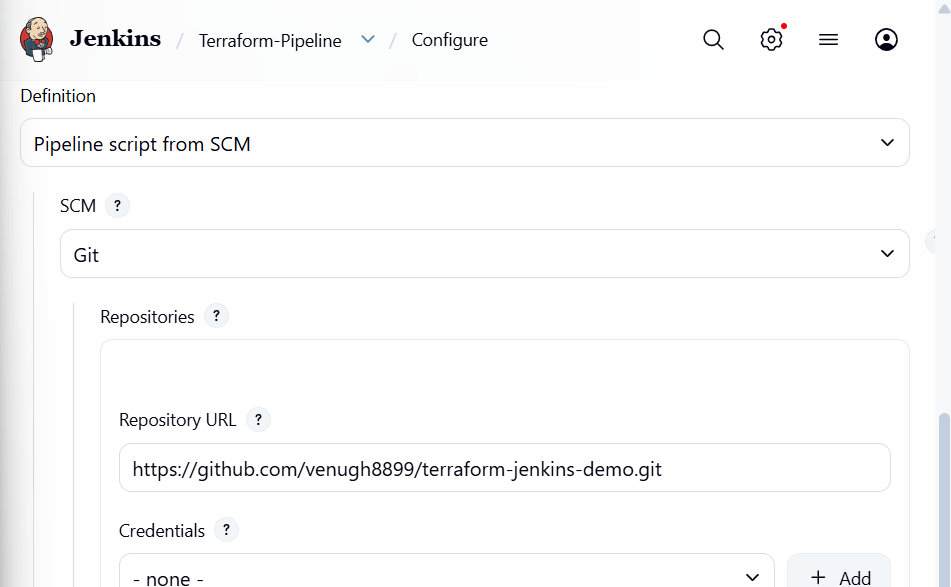 Jenkins / Terraform-Pipeline / Configure
Definition
Pipeline script from SCM
SCM ?
Git
Repositories ?
Repository URL ?
https://github.com/venugh8899/terraform-jenkins-demo.git
Credentials ?
- none -
+ Add